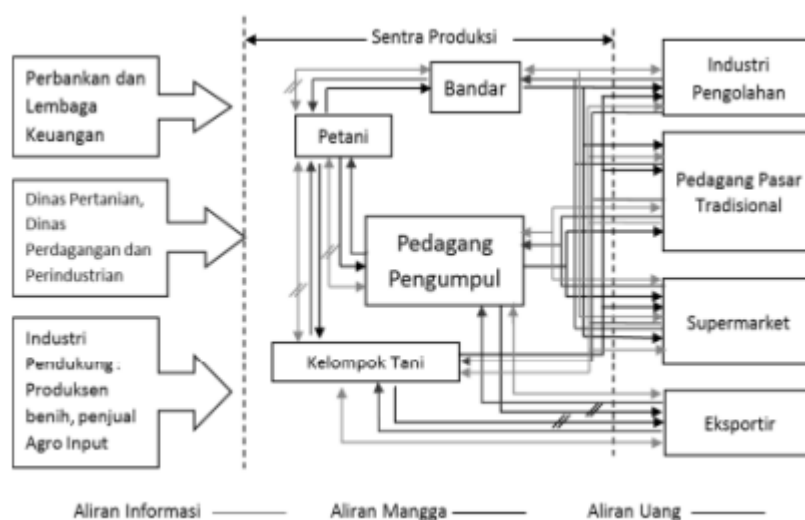 Sentra Produksi
Perbankan dan
Lembaga
Keuangan
Dinas Pertanian,
Dinas
Perdagangan dan
Perindustrian
Industri
Pendukung :
Produksen
benih, penjual
Agro Input
Bandar
Petani
Pedagang
Pengumpul
Kelompok Tani
Industri
Pengolahan
Pedagang Pasar
Tradisional
Supermarket
Eksportir
Aliran Informasi
Aliran Mangga
Aliran Uang